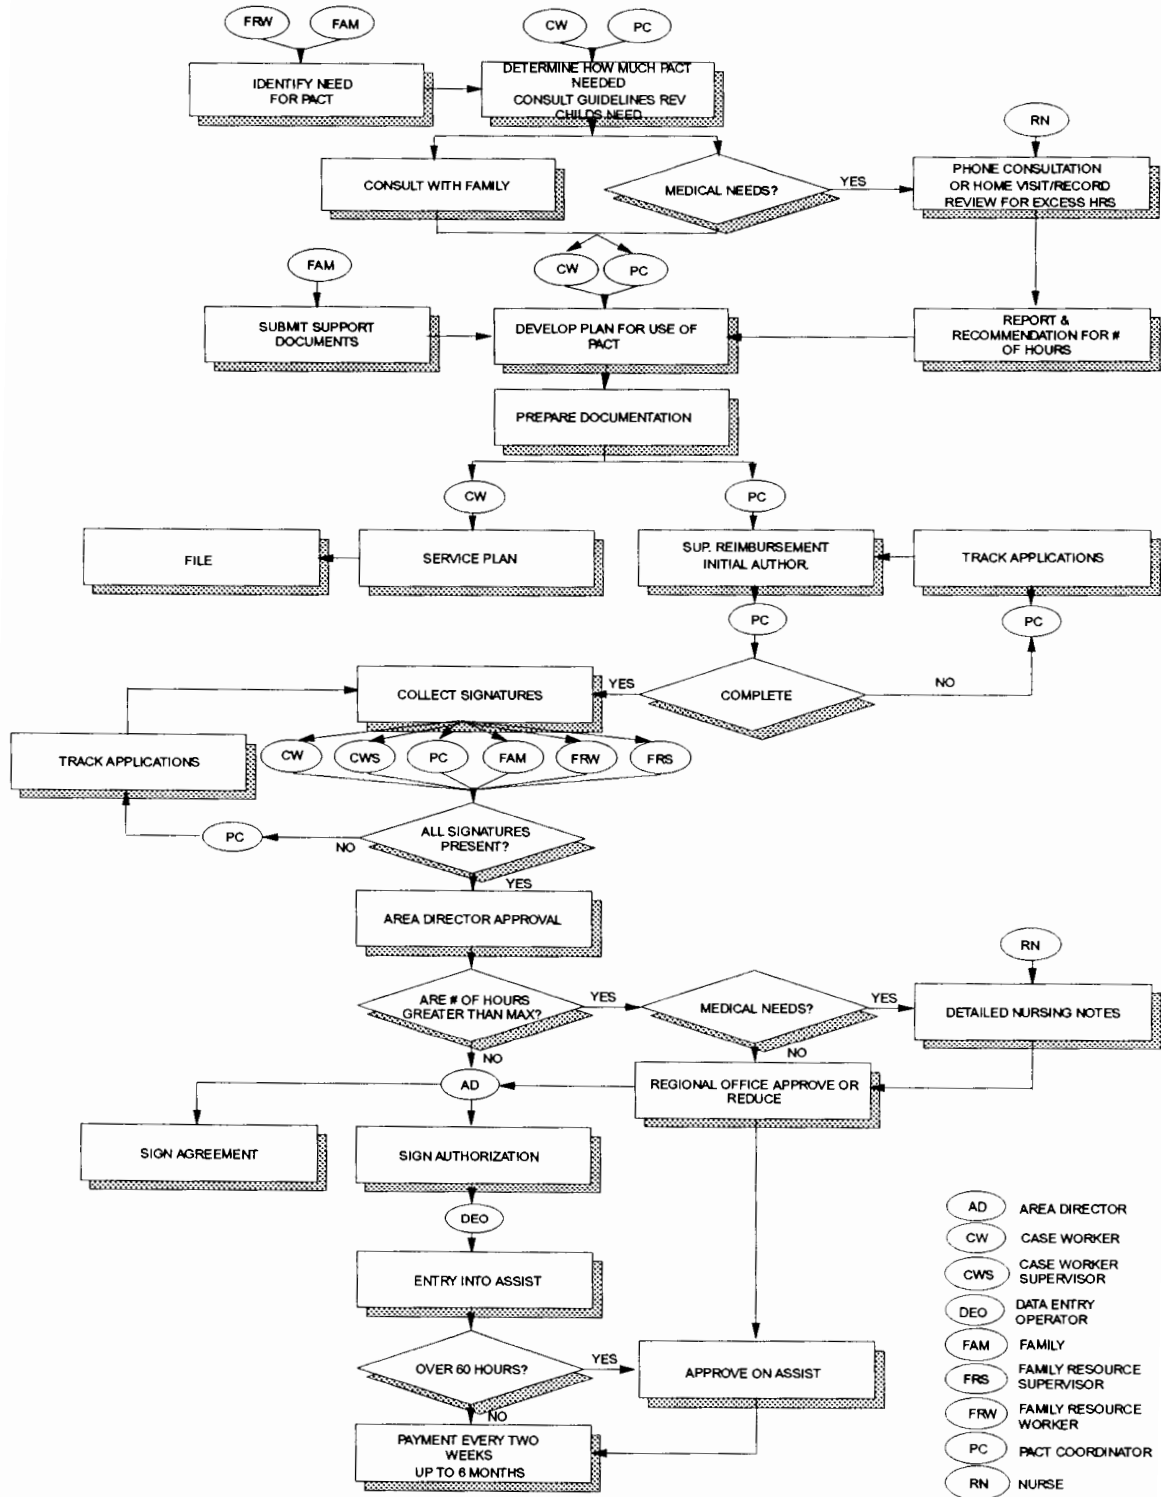 FRW
FAM
CW
PC
IDENTIFY NEED
FOR PACT
DETERMINE HOW MUCH PACT
NEEDED
CONSULT GUIDELINES REV
CHILDS NEED
RN
CONSULT WITH FAMILY
MEDICAL NEEDS?
YES
PHONE CONSULTATION
OR HOME VISIT/RECORD
REVIEW FOR EXCESS HRS
FAM
CW
PC
SUBMIT SUPPORT
DOCUMENTS
DEVELOP PLAN FOR USE OF
PACT
REPORT &
RECOMMENDATION FOR #
OF HOURS
PREPARE DOCUMENTATION
CW
PC
FILE
SERVICE PLAN
SUP. REIMBURSEMENT
INITIAL AUTHOR.
TRACK APPLICATIONS
PC
PC
COLLECT SIGNATURES
YES
COMPLETE
NO
TRACK APPLICATIONS
CW
CWS
PC
FAM
FRW
FRS
PC
NO
ALL SIGNATURES
PRESENT?
YES
AREA DIRECTOR APPROVAL
RN
ARE # OF HOURS
GREATER THAN MAX?
YES
MEDICAL NEEDS?
YES
DETAILED NURSING NOTES
NO
NO
AD
REGIONAL OFFICE APPROVE OR
REDUCE
SIGN AGREEMENT
SIGN AUTHORIZATION
DEO
ENTRY INTO ASSIST
OVER 60 HOURS?
YES
APPROVE ON ASSIST
NO
PAYMENT EVERY TWO
WEEKS
UP TO 6 MONTHS
AD AREA DIRECTOR
CW CASE WORKER
CWS CASE WORKER
SUPERVISOR
DEO DATA ENTRY
OPERATOR
FAM FAMILY
FRS FAMILY RESOURCE
SUPERVISOR
FRW FAMILY RESOURCE
WORKER
PC PACT COORDINATOR
RN NURSE